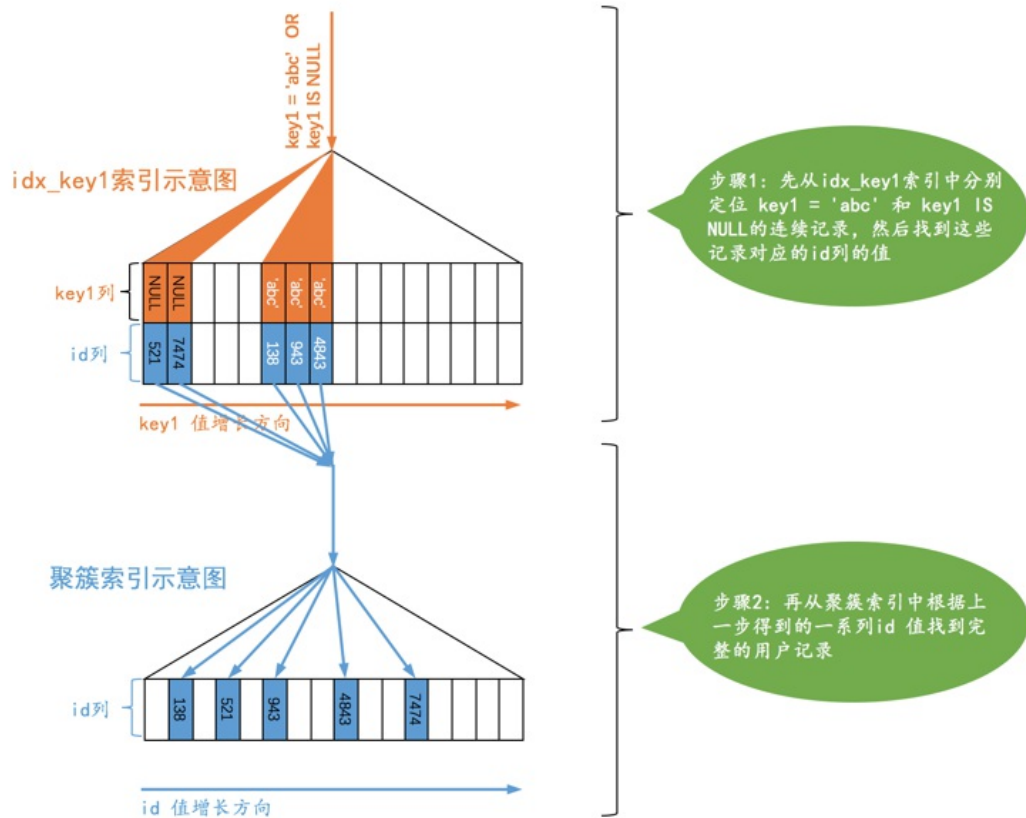 key1 = 'abc' OR
key1 IS NULL
idx_key1索引示意图
key1列
NULL
NULL
'abc'
'abc'
'abc'
id列
521
7474
138
943
4843
key1 值增长方向
步骤1: 先从idx_key1索引中分别
定位 key1 = 'abc' 和 key1 IS
NULL的连续记录, 然后找到这些
记录对应的id列的值
聚簇索引示意图
id列
138
521
943
4843
7474
id 值增长方向
步骤2: 再从聚簇索引中根据上
一步得到的一系列id 值找到完
整的用户记录